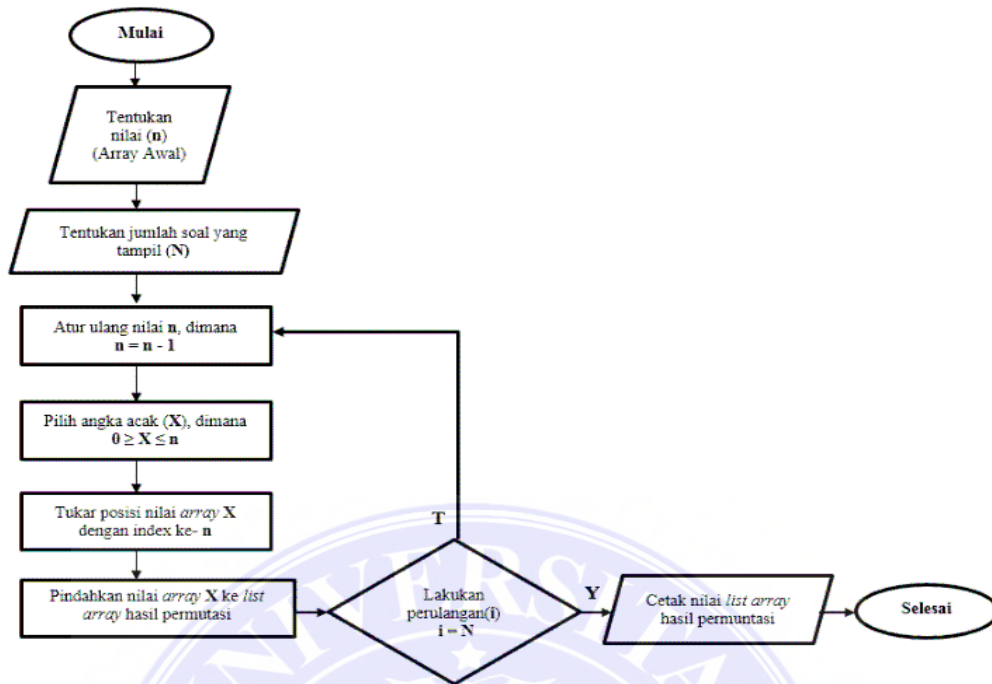 Mulai
Tentukan
nilai (n)
(Array Awal)
Tentukan jumlah soal yang
tampil (N)
Atur ulang nilai n, dimana
n = n - 1
Pilih angka acak (X), dimana
0 ≥ X ≤ n
Tukar posisi nilai array X
dengan index ke- n
Pindahkan nilai array X ke list
array hasil permutasi
T
Lakukan
perulangan(i)
i = N
Y
Cetak nilai list array
hasil permuntasi
Selesai
UNIVERSITA